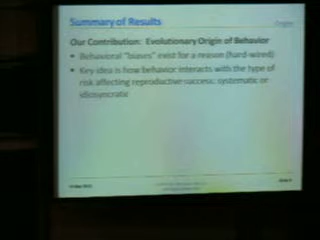 Summary of Results
Our Contribution: Evolutionary Origin of Behavior
• Behavioral "biases" exist for a reason (hard-wired)
• Key idea is how behavior interacts with the type of
risk affecting reproductive success: systematic or
idiosyncratic